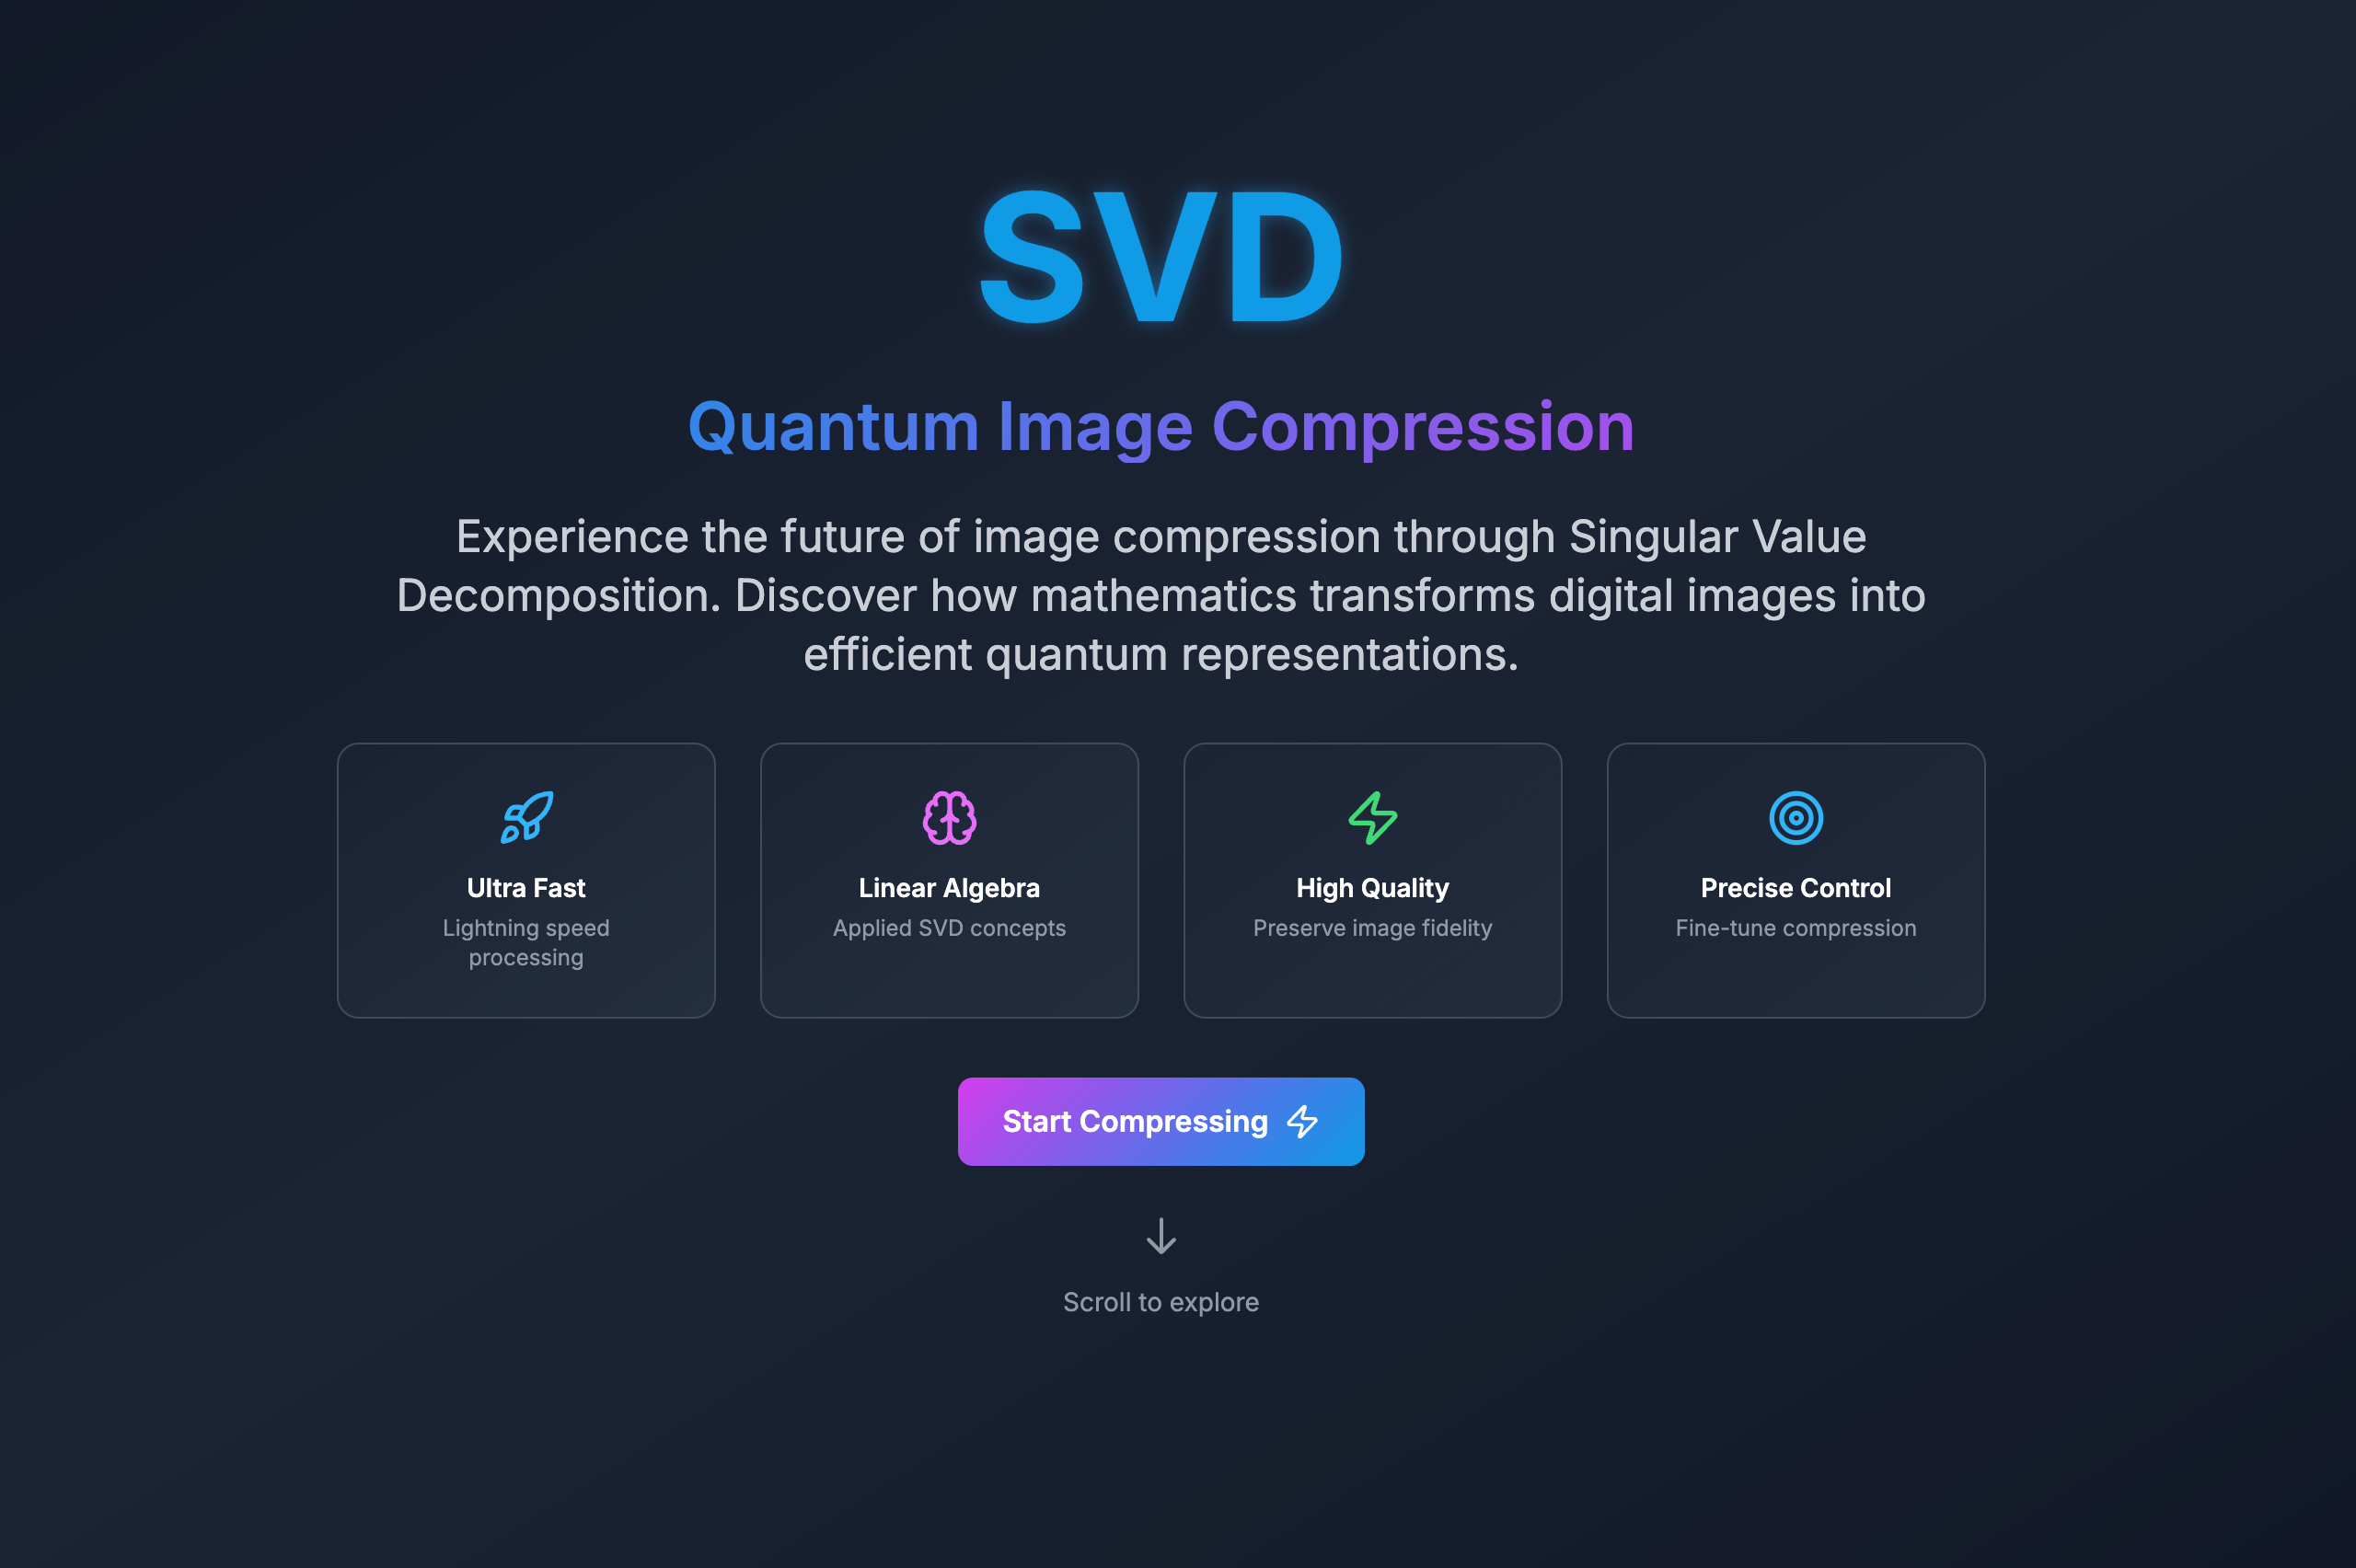 SVD
Quantum Image Compression
Experience the future of image compression through Singular Value
Decomposition. Discover how mathematics transforms digital images into
efficient quantum representations.
Ultra Fast
Lightning speed
processing
Linear Algebra
Applied SVD concepts
High Quality
Preserve image fidelity
Precise Control
Fine-tune compression
Start Compressing
Scroll to explore